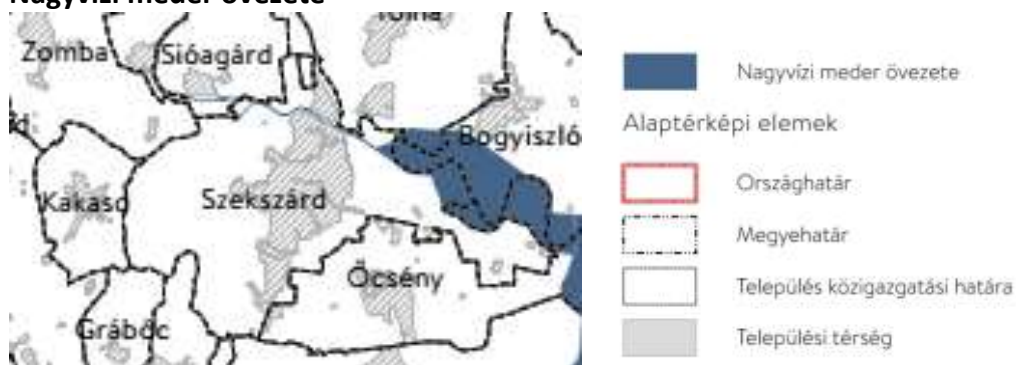 Nagyvízi meder övezete
Tolna
Zomba
Sióagárd
Bogyiszló
Kakasd
Szekszárd
Őcsény
Grábóc
Nagyvízi meder övezete
Alaptérképi elemek
Országhatár
Megyehatár
Település közigazgatási határa
Települési térség